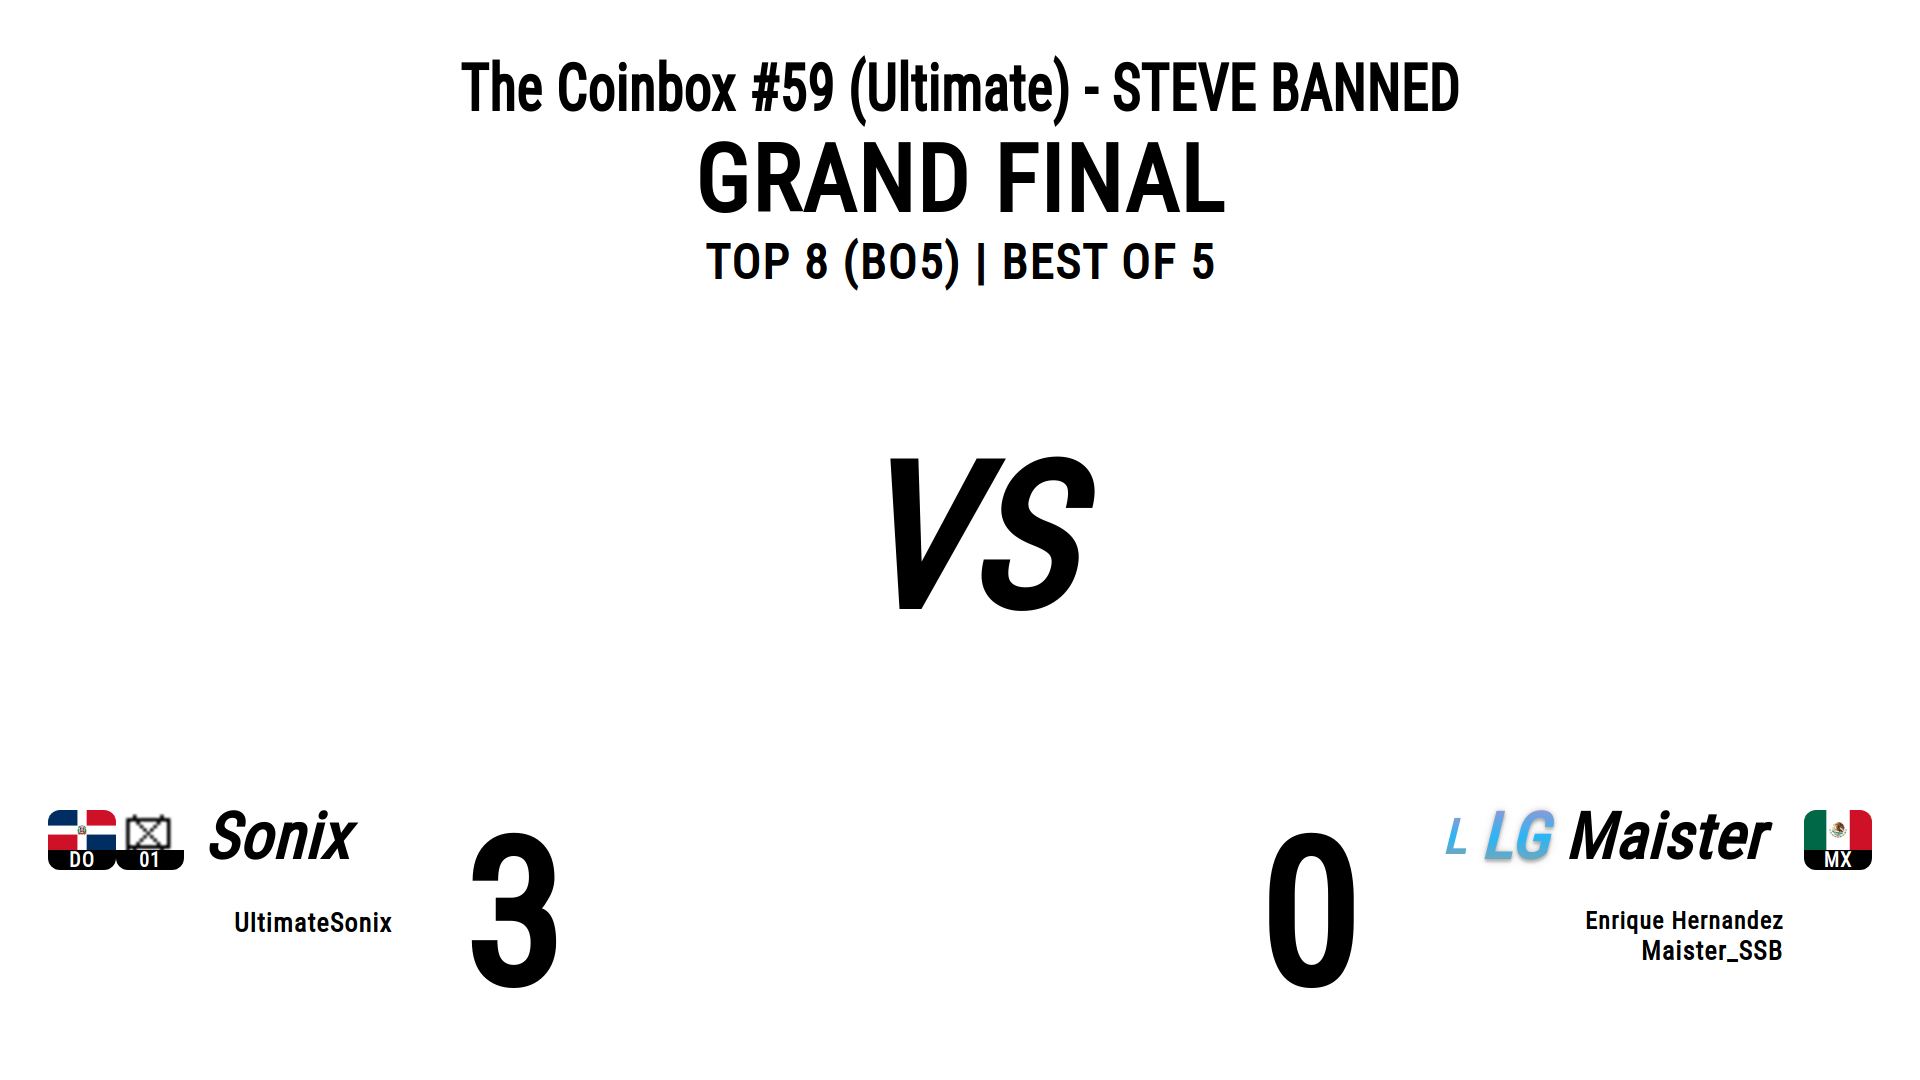 The Coinbox #59 (Ultimate) - STEVE BANNED
GRAND FINAL
TOP 8 (BO5) | BEST OF 5
VS
DO 01 Sonix
UltimateSonix
3
0
L LG Maister MX
Enrique Hernandez
Maister_SSB